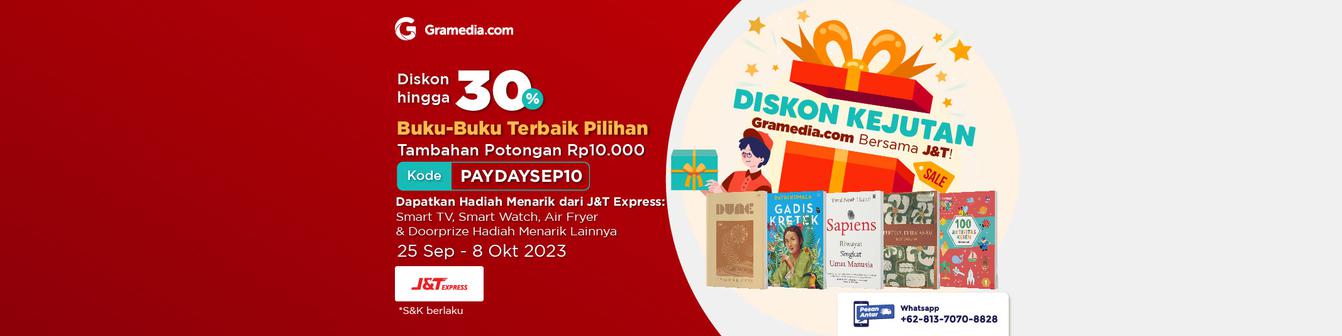 Gramedia.com
Diskon
hingga
30%
Buku-Buku Terbaik Pilihan
Tambahan Potongan Rp10.000
Kode PAYDAYSEP10
Dapatkan Hadiah Menarik dari J&T Express:
Smart TV, Smart Watch, Air Fryer
& Doorprize Hadiah Menarik Lainnya
25 Sep - 8 Okt 2023
J&T EXPRESS
*S&K berlaku
DISKON KEJUTAN
Gramedia.com Bersama J&T!
SALE
DUNE
GADIS
KRETEK
Sapiens
Riwayat
Singkat
Umat Manusia
100
Pesan
Antar
Whatsapp
+62-813-7070-8828